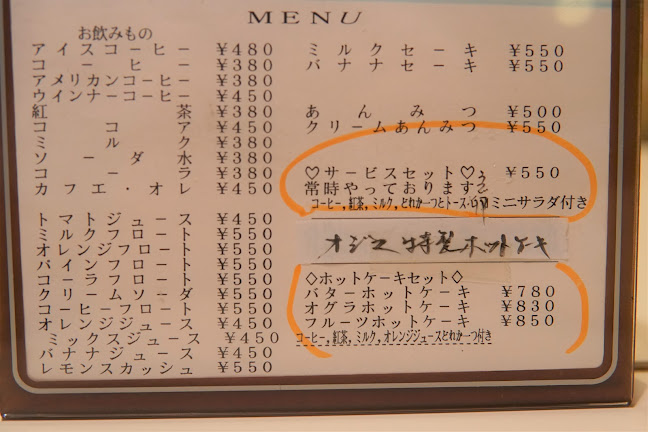 MENU
お飲みもの
アイスコーヒー ¥480
コーヒー ¥380
アメリカンコーヒー ¥380
ウインナーコーヒー ¥450
紅茶 ¥380
ココア ¥450
ミルク ¥380
ソーダ水 ¥380
コーラ ¥380
カフエ・オレ ¥450
トマトジュース ¥450
ミルクフロート ¥550
オレンジフロート ¥550
パインフロート ¥550
コーラフロート ¥550
クリームソーダ ¥550
コーヒーフロート ¥550
オレンジジュース ¥450
ミックスジュース ¥450
バナナジュース ¥450
レモンスカッシュ ¥550
ミルクセーキ ¥550
バナナセーキ ¥550
あんみつ ¥500
クリームあんみつ ¥550
♡サービスセット♡ ¥550
常時やっております
コーヒー,紅茶,ミルク,どれか一つとトースト ミニサラダ付き
特製ホットケーキ
◇ホットケーキセット◇
バターホットケーキ ¥780
オグラホットケーキ ¥830
フルーツホットケーキ ¥850
コーヒー,紅茶,ミルク,オレンジジュースどれか一つ付き